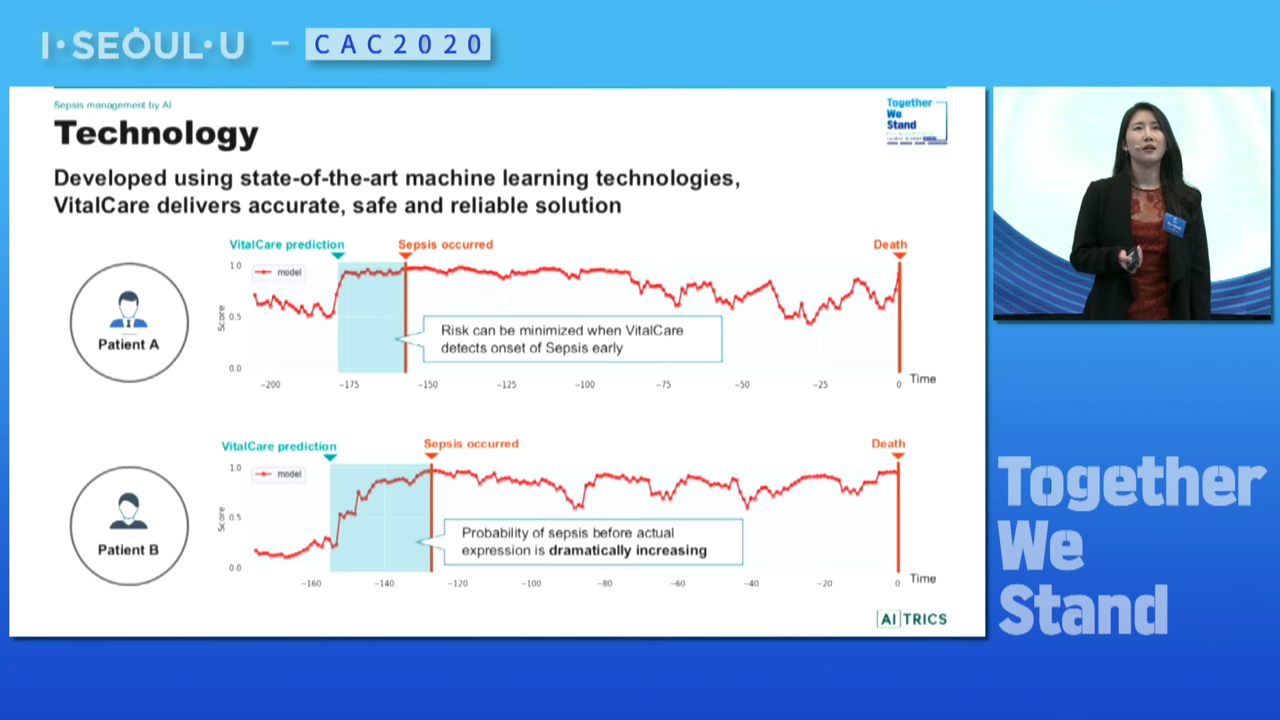 I·SEOUL·U – CAC2020
Sepsis management by AI
Technology
Together
We
Stand
Developed using state-of-the-art machine learning technologies,
VitalCare delivers accurate, safe and reliable solution
VitalCare prediction
Sepsis occurred
Death
Patient A
Score
1.0
0.5
0.0
model
Risk can be minimized when VitalCare
detects onset of Sepsis early
−200 −175 −150 −125 −100 −75 −50 −25 0 Time
VitalCare prediction
Sepsis occurred
Death
Patient B
Score
1.0
0.5
0.0
model
Probability of sepsis before actual
expression is dramatically increasing
−160 −140 −120 −100 −80 −60 −40 −20 0 Time
AITRICS
Together
We
Stand